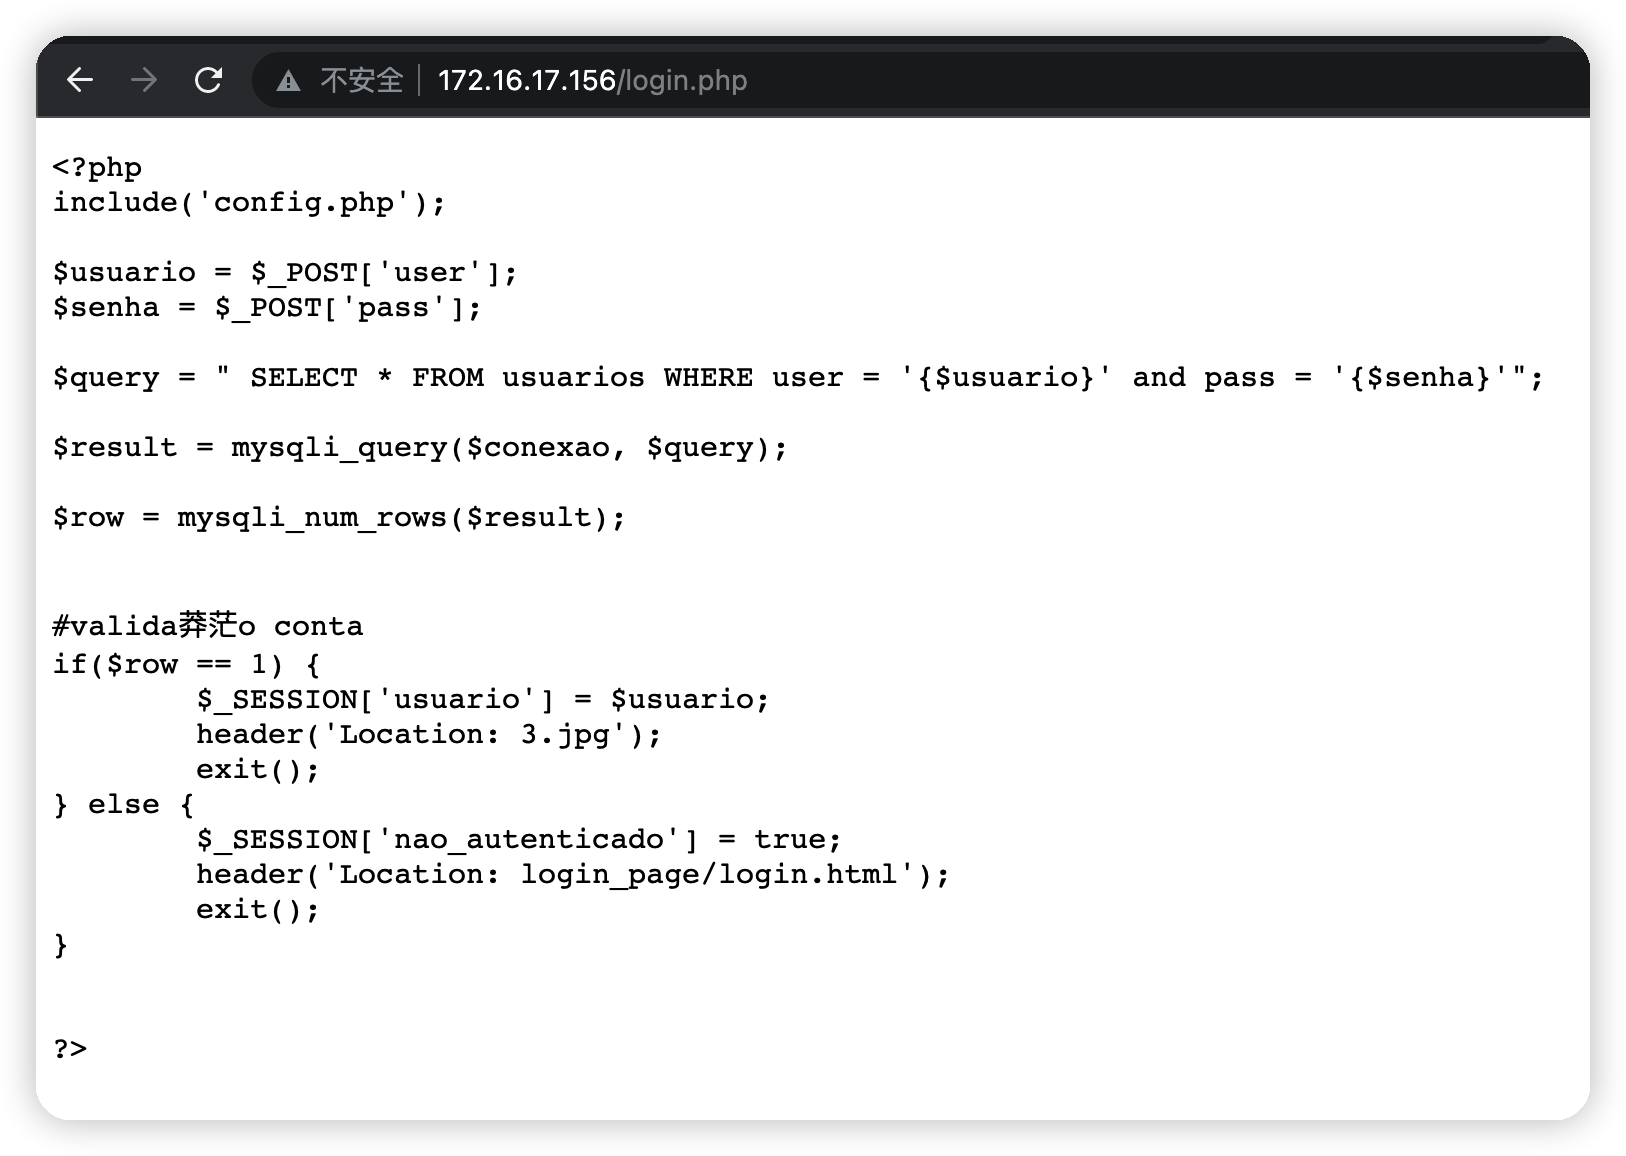 不安全 172.16.17.156/login.php
<?php
include('config.php');
$usuario = $_POST['user'];
$senha = $_POST['pass'];
$query = " SELECT * FROM usuarios WHERE user = '{$usuario}' and pass = '{$senha}'";
$result = mysqli_query($conexao, $query);
$row = mysqli_num_rows($result);
#valida莽茫o conta
if($row == 1) {
        $_SESSION['usuario'] = $usuario;
        header('Location: 3.jpg');
        exit();
} else {
        $_SESSION['nao_autenticado'] = true;
        header('Location: login_page/login.html');
        exit();
}
?>